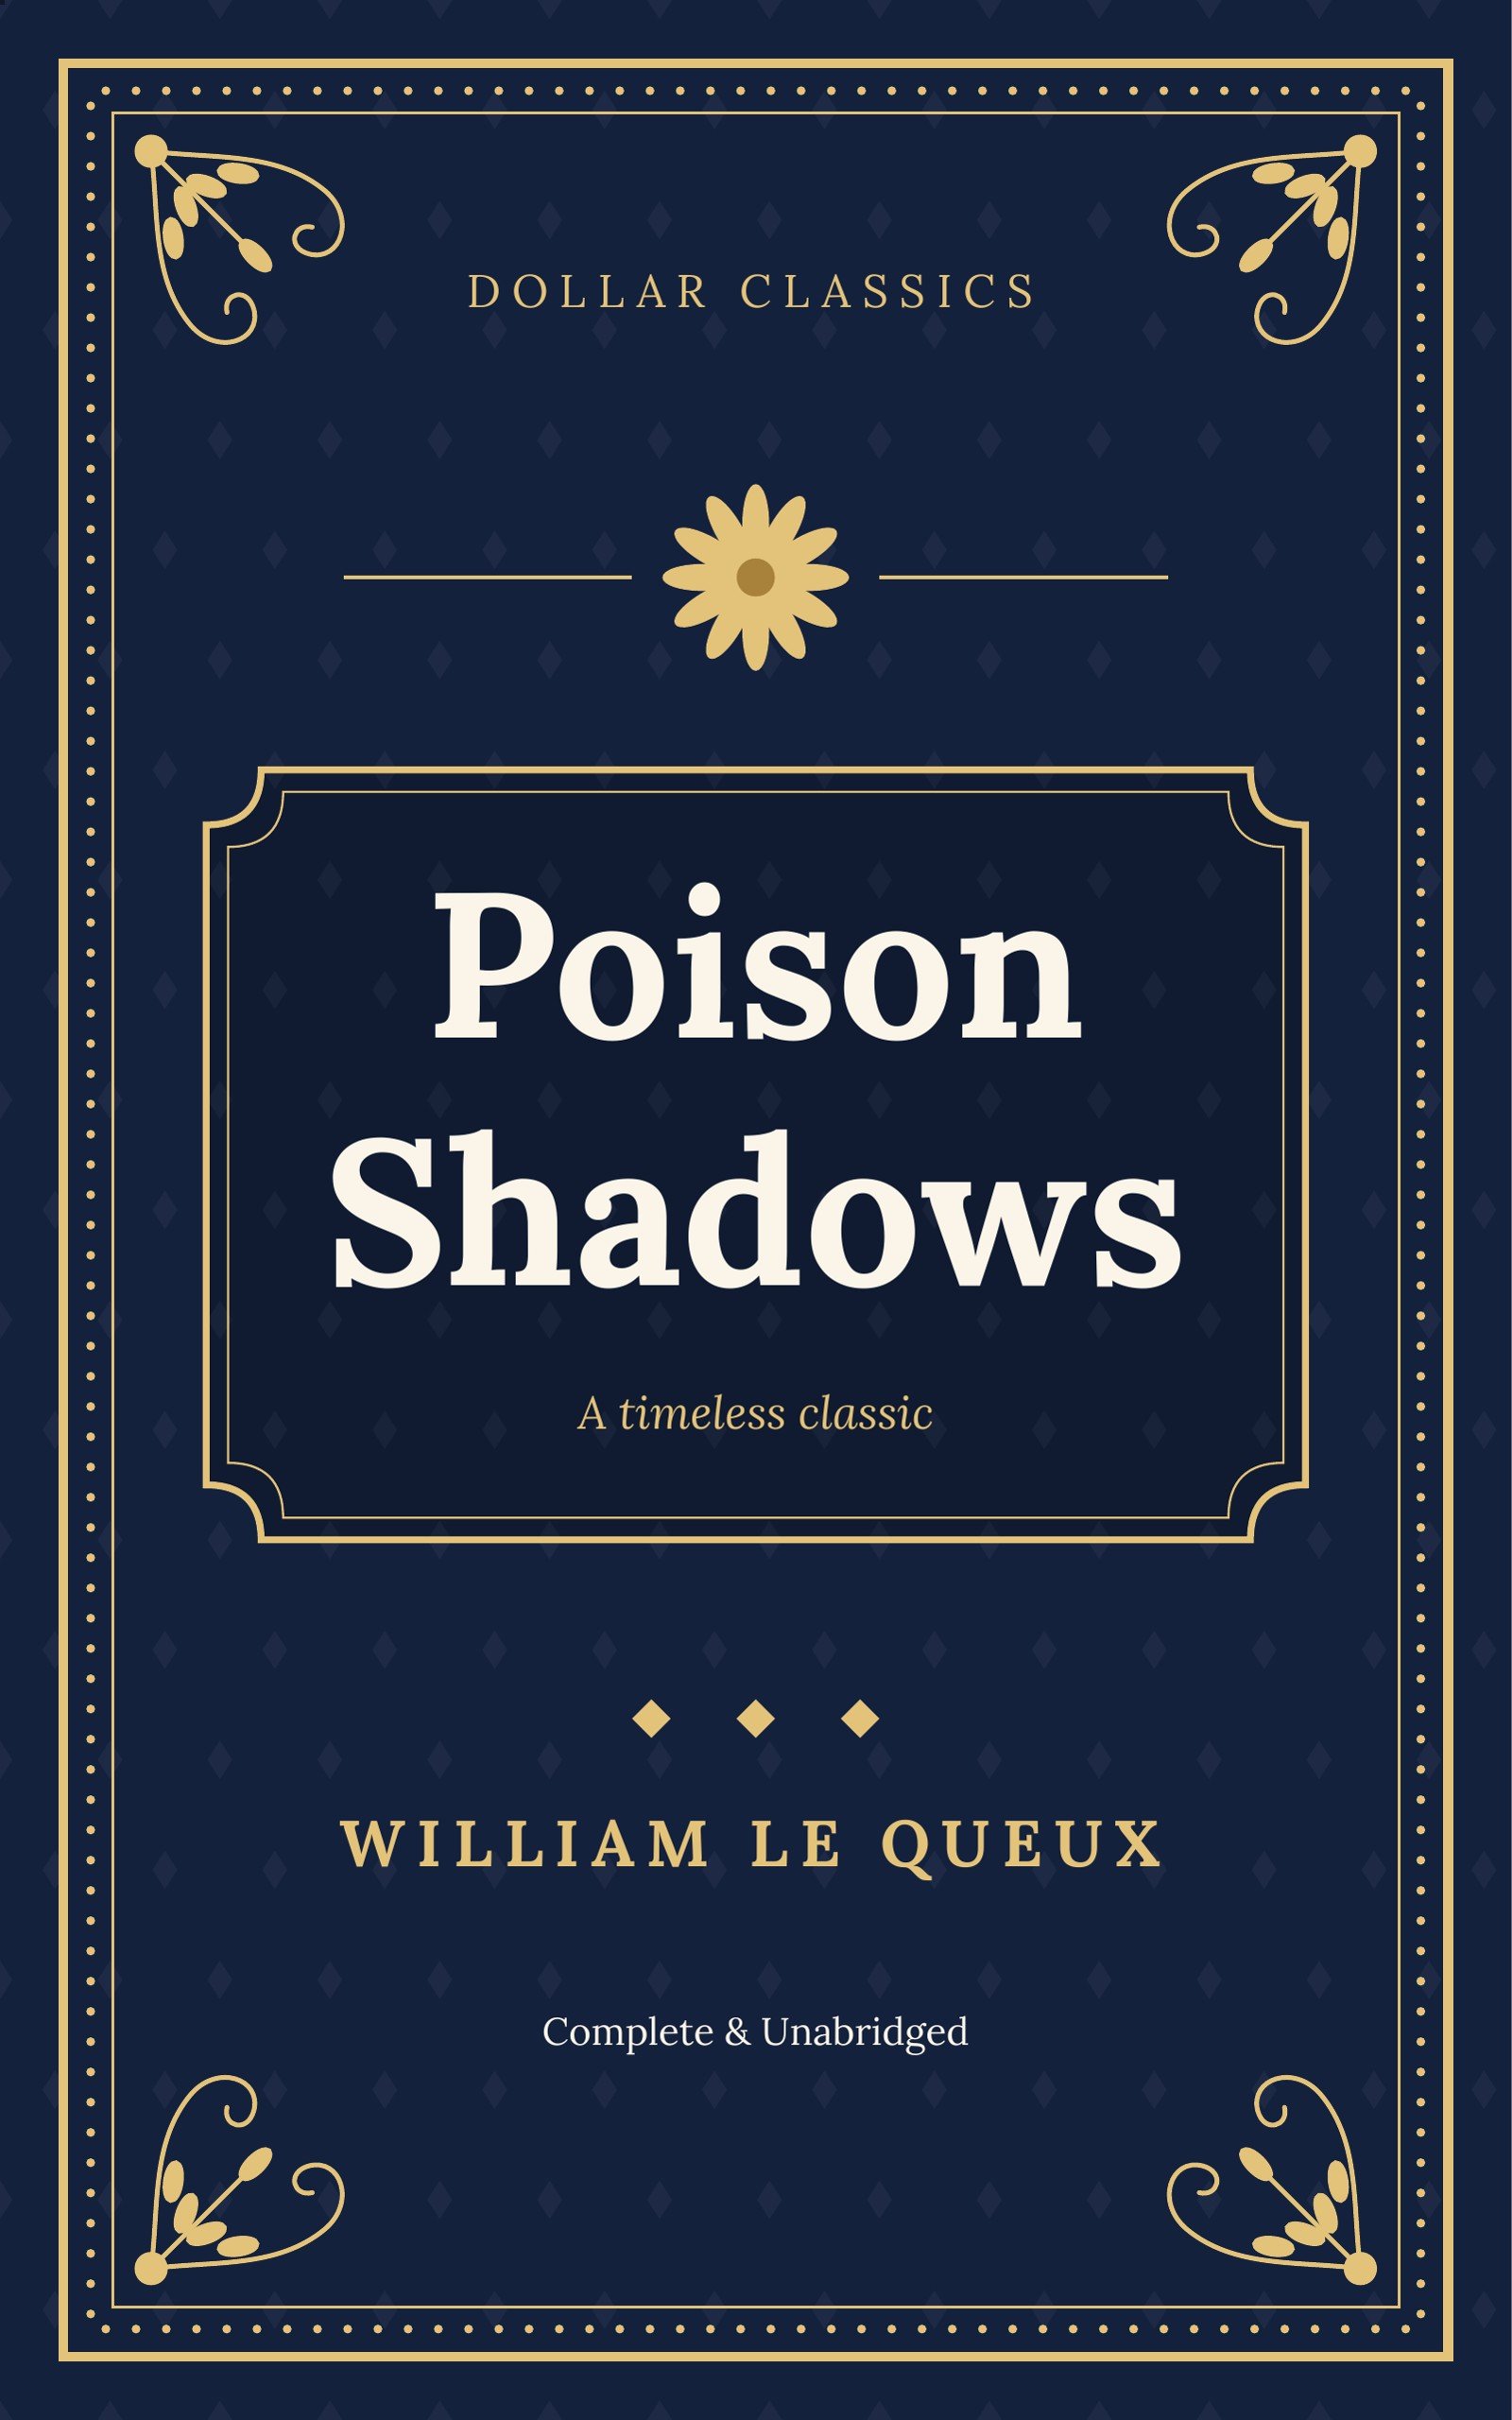 DOLLAR CLASSICS
Poison
Shadows
A timeless classic
WILLIAM LE QUEUX
Complete & Unabridged